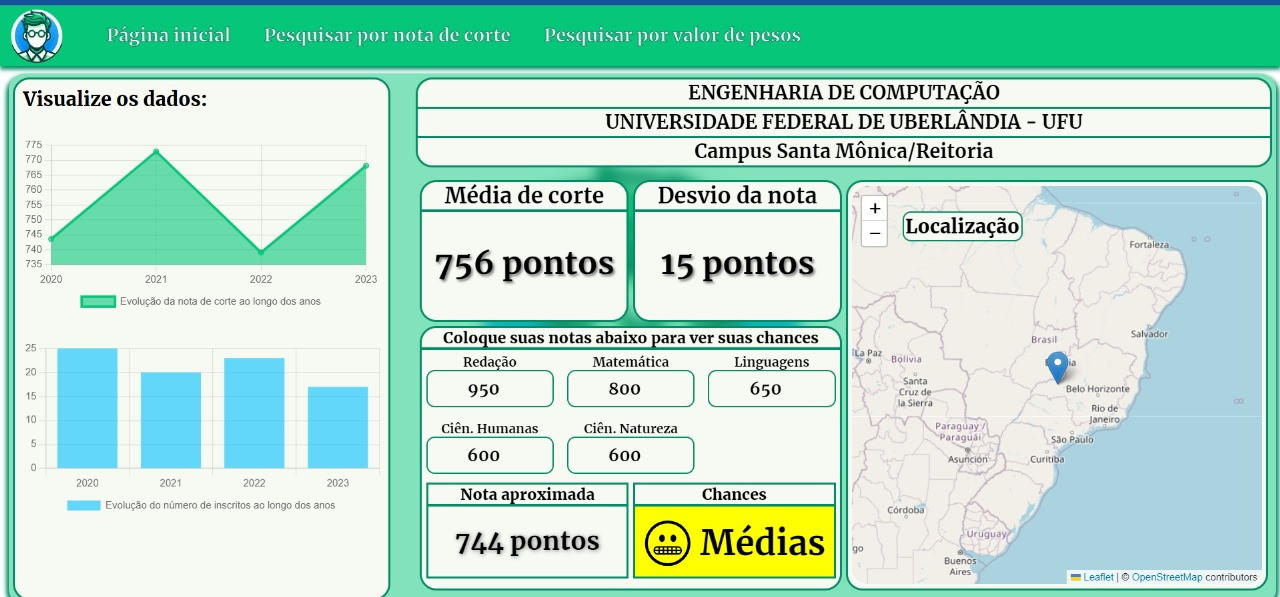 Página inicial
Pesquisar por nota de corte
Pesquisar por valor de pesos
Visualize os dados:
775
770
765
760
755
750
745
740
735
2020
2021
2022
2023
Evolução da nota de corte ao longo dos anos
25
20
15
10
5
0
2020
2021
2022
2023
Evolução do número de inscritos ao longo dos anos
ENGENHARIA DE COMPUTAÇÃO
UNIVERSIDADE FEDERAL DE UBERLÂNDIA - UFU
Campus Santa Mônica/Reitoria
Média de corte
756 pontos
Desvio da nota
15 pontos
Coloque suas notas abaixo para ver suas chances
Redação
Matemática
Linguagens
950
800
650
Ciên. Humanas
Ciên. Natureza
600
600
Nota aproximada
744 pontos
Chances
Médias
+
−
Localização
Fortaleza
Salvador
Brasil
La Paz
Bolivia
Santa
Cruz de
la Sierra
Belo Horizonte
Rio de
Janeiro
Paraguay /
Paraguái
São Paulo
Asunción
Curitiba
Córdoba
Uruguay
Buenos
Aires
Leaflet | © OpenStreetMap contributors